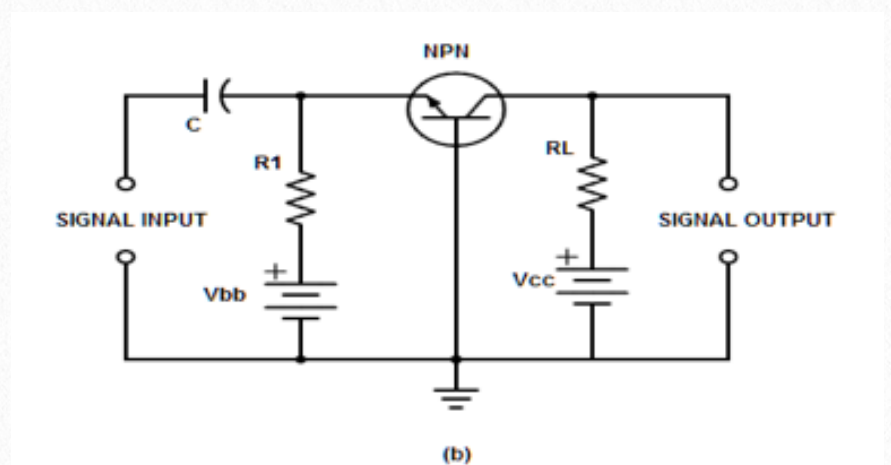 NPN
C
R1
RL
SIGNAL INPUT
SIGNAL OUTPUT
+
Vbb
+
Vcc
(b)